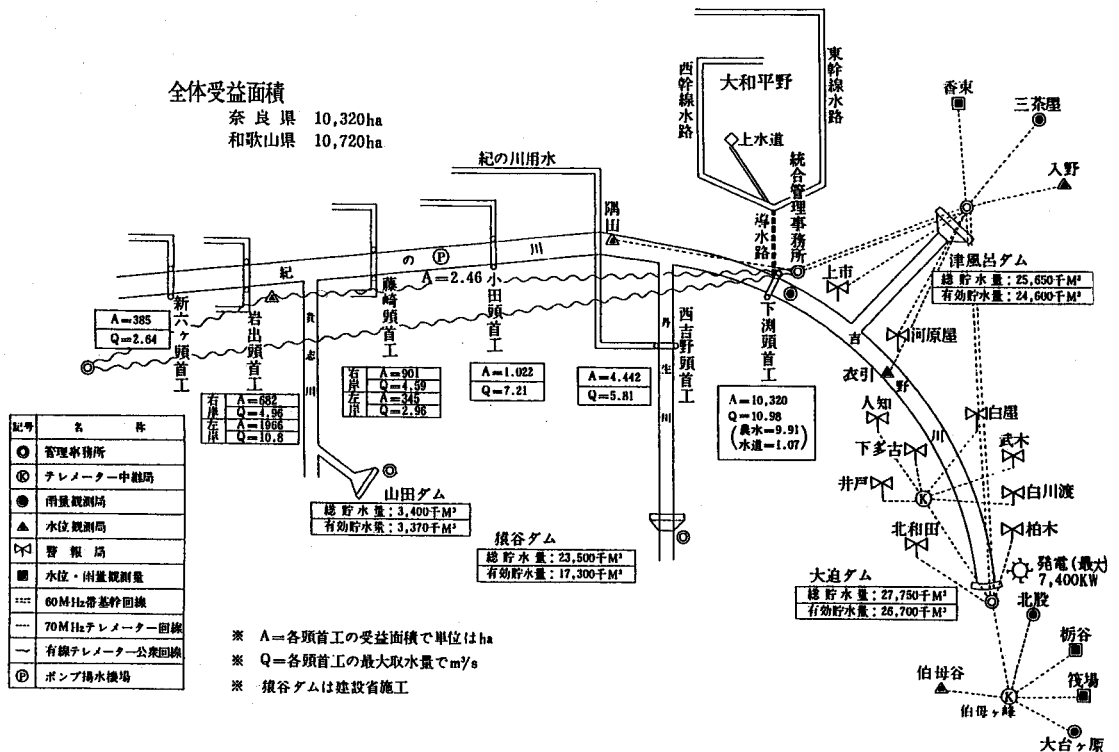 全体受益面積
奈良県 10,320ha
和歌山県 10,720ha
東幹線水路
西幹線水路
大和平野
上水道
統合管理事務所
導水路
紀の川用水
隅田
香束
三茶屋
入野
津風呂ダム
総貯水量：25,650千M³
有効貯水量：24,600千M³
上市
河原屋
衣引
吉野川
紀の川
Ⓟ
A=2.46
新六ヶ頭首工
A=385
Q=2.64
岩出頭首工
右岸 A=682
Q=4.96
左岸 A=1966
Q=10.8
貴志川
藤崎頭首工
右岸 A=901
Q=4.59
左岸 A=345
Q=2.96
小田頭首工
A=1.022
Q=7.21
丹生川
西吉野頭首工
A=4.442
Q=5.81
下渕頭首工
A=10,320
Q=10.98
(農水=9.91
水道=1.07)
人知
下多古
井戸
北和田
白屋
武木
白川渡
柏木
Ⓚ
発電(最大)
7,400KW
大迫ダム
総貯水量：27,750千M³
有効貯水量：26,700千M³
北股
栃谷
筏場
大台ヶ原
伯母谷
Ⓚ
伯母ヶ峰
山田ダム
総貯水量：3,400千M³
有効貯水量：3,370千M³
猿谷ダム
総貯水量：23,500千M³
有効貯水量：17,300千M³
記号 名称
管理事務所
Ⓚ テレメーター中継局
雨量観測局
水位観測局
警報局
水位・雨量観測量
60MHz帯基幹回線
70MHzテレメーター回線
有線テレメーター公衆回線
Ⓟ ポンプ揚水機場
※ A=各頭首工の受益面積で単位はha
※ Q=各頭首工の最大取水量でm³/s
※ 猿谷ダムは建設省施工